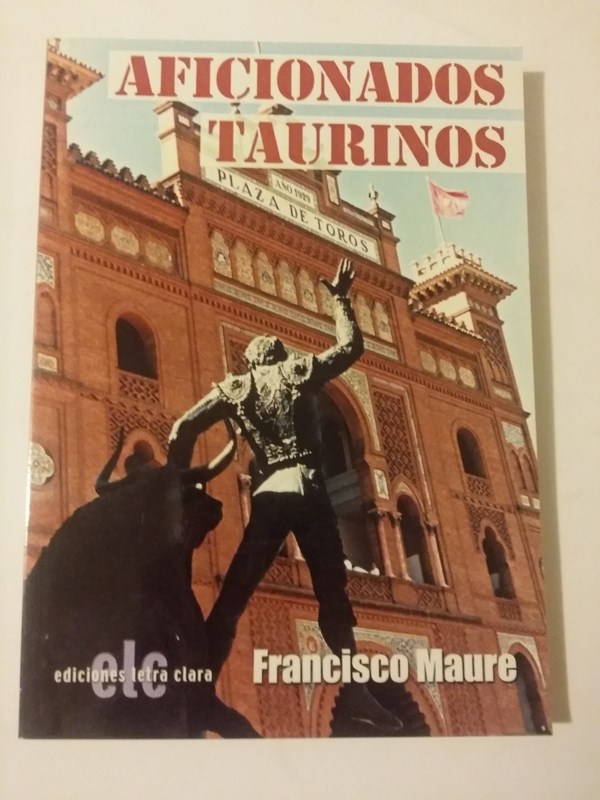 AFICIONADOS
TAURINOS
AÑO 1929
PLAZA DE TOROS
elc
ediciones letra clara
Francisco Maure